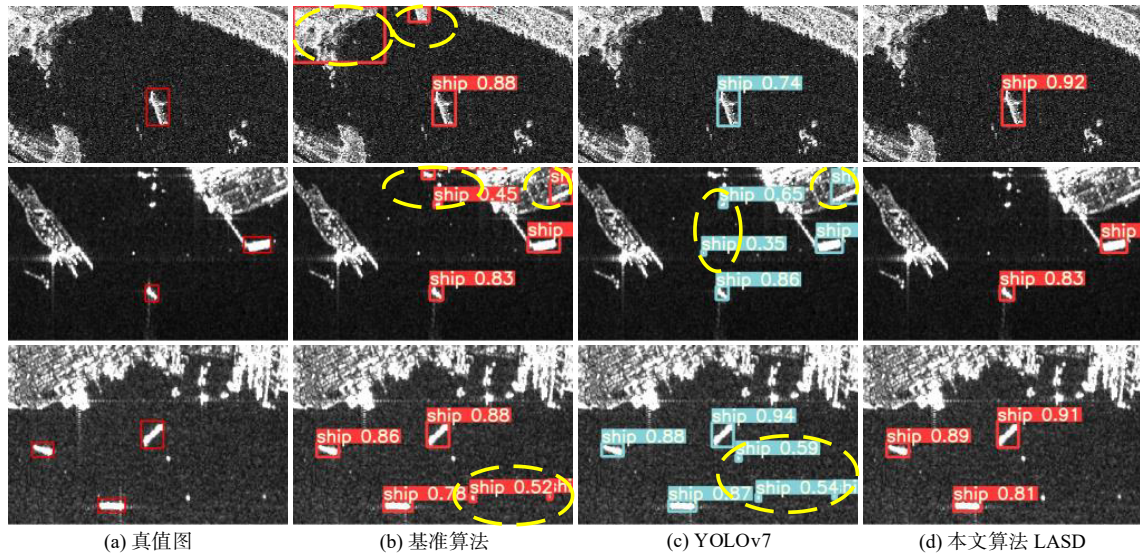 ship 0.88
ship 0.74
ship 0.92
ship 0.45
ship
ship 0.83
ship 0.65
ship 0.35
ship
ship 0.86
ship
ship 0.83
ship 0.88
ship 0.86
ship 0.78
ship 0.52
ship 0.94
ship 0.88
ship 0.59
ship 0.87
ship 0.54
ship 0.91
ship 0.89
ship 0.81
(a) 真值图
(b) 基准算法
(c) YOLOv7
(d) 本文算法 LASD